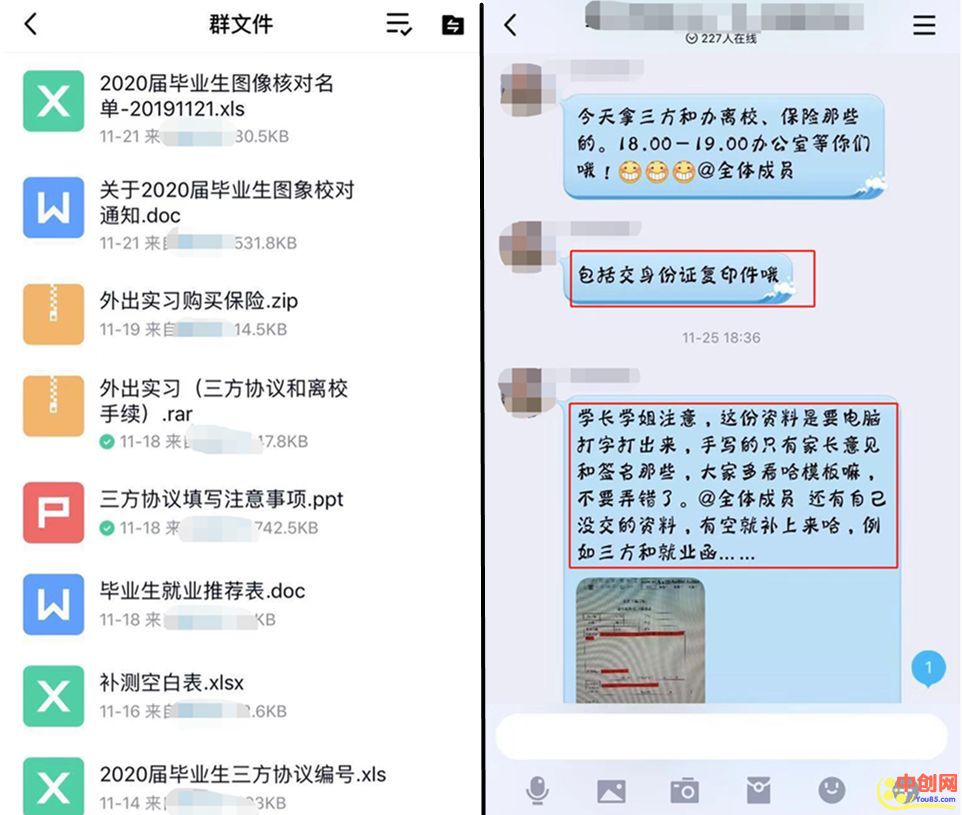 群文件
2020届毕业生图像核对名
单-20191121.xls
11-21 来 30.5KB
关于2020届毕业生图象校对
通知.doc
11-21 来自 531.8KB
外出实习购买保险.zip
11-19 来自 14.5KB
外出实习（三方协议和离校
手续）.rar
11-18 来自 17.8KB
三方协议填写注意事项.ppt
11-18 来 742.5KB
毕业生就业推荐表.doc
11-18 来 KB
补测空白表.xlsx
11-16 来自 .6KB
2020届毕业生三方协议编号.xls
11-14 来自 3KB
227人在线
今天拿三方和办离校、保险那些
的。18.00-19.00办公室等你们
哦！😁😁😁@全体成员
包括交身份证复印件哦
11-25 18:36
学长学姐注意，这份资料是要电脑
打字打出来，手写的只有家长意见
和签名那些，大家多看哈模板嘛，
不要弄错了。@全体成员 还有自己
没交的资料，有空就补上来哈，例
如三方和就业函……
1
中创网
You85.com